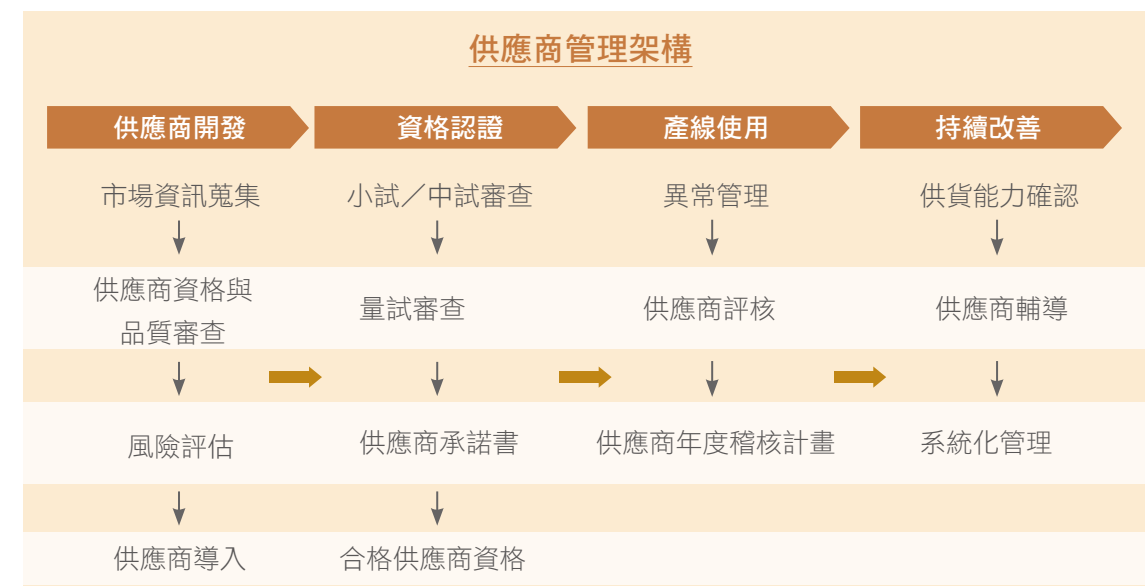 供應商管理架構
供應商開發
資格認證
產線使用
持續改善
市場資訊蒐集
小試／中試審查
異常管理
供貨能力確認
供應商資格與
品質審查
量試審查
供應商評核
供應商輔導
風險評估
供應商承諾書
供應商年度稽核計畫
系統化管理
供應商導入
合格供應商資格